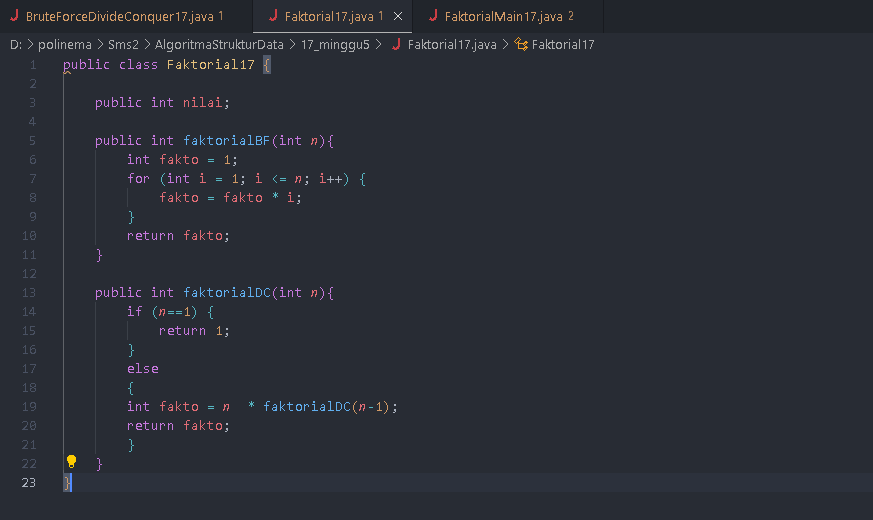 BruteForceDivideConquer17.java 1 Faktorial17.java 1 FaktorialMain17.java 2
D: > polinema > Sms2 > AlgoritmaStrukturData > 17_minggu5 > Faktorial17.java > Faktorial17
1 public class Faktorial17 {
2
3 public int nilai;
4
5 public int faktorialBF(int n){
6 int fakto = 1;
7 for (int i = 1; i <= n; i++) {
8 fakto = fakto * i;
9 }
10 return fakto;
11 }
12
13 public int faktorialDC(int n){
14 if (n==1) {
15 return 1;
16 }
17 else
18 {
19 int fakto = n  * faktorialDC(n-1);
20 return fakto;
21 }
22 }
23 }